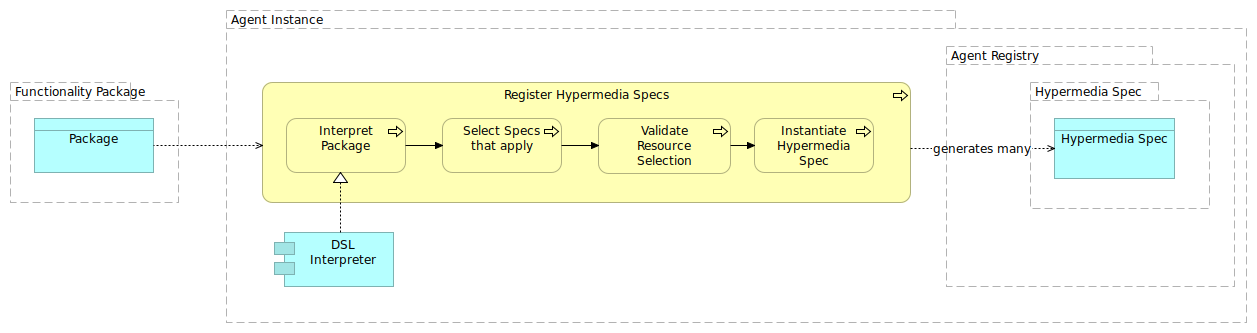 Agent Instance
Agent Registry
Functionality Package
Hypermedia Spec
Register Hypermedia Specs
Package
Interpret
Package
Select Specs
that apply
Validate
Resource
Selection
Instantiate
Hypermedia
Spec
generates many
Hypermedia Spec
DSL
Interpreter